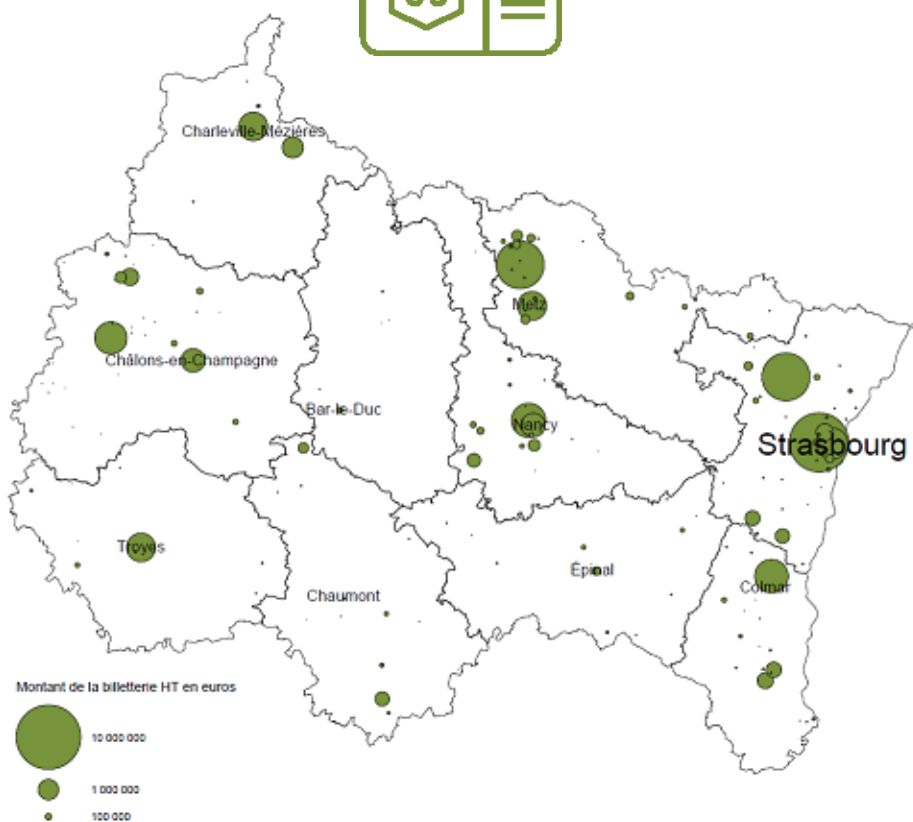 Charleville-Mézières
Metz
Châlons-en-Champagne
Bar-le-Duc
Nancy
Strasbourg
Troyes
Épinal
Chaumont
Colmar
Montant de la billetterie HT en euros
10 000 000
1 000 000
100 000